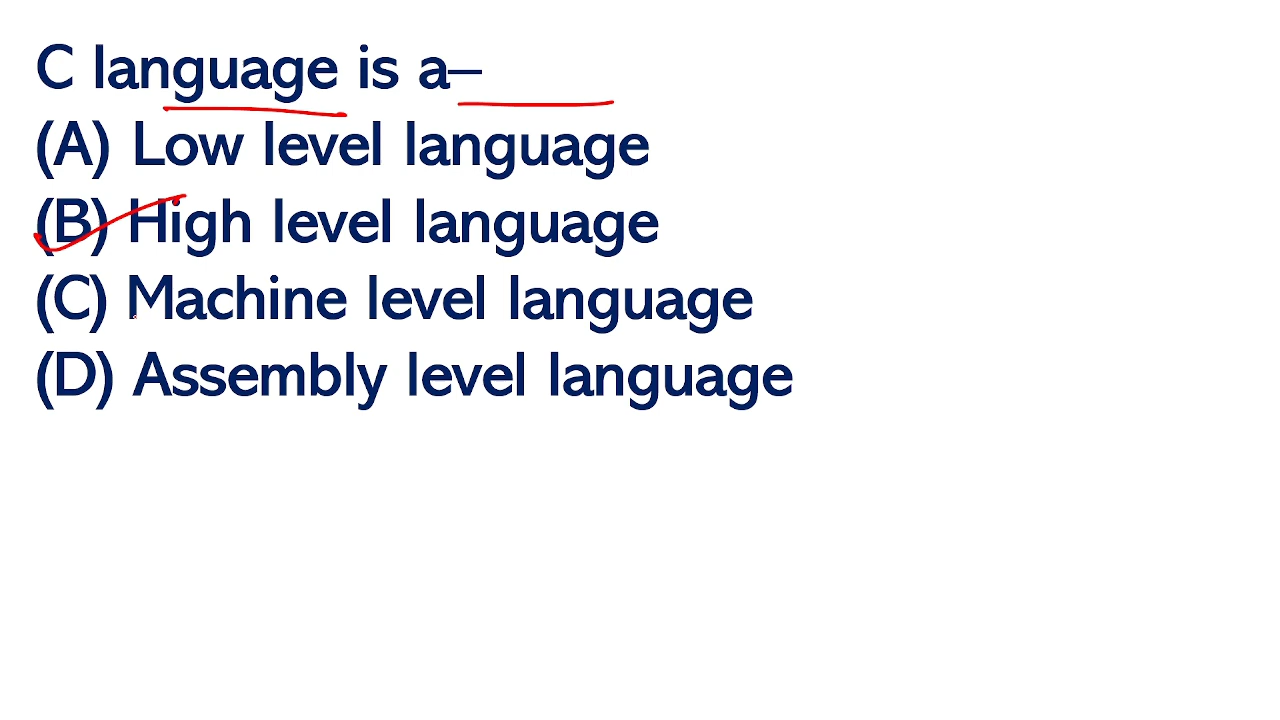 C language is a–
(A) Low level language
(B) High level language
(C) Machine level language
(D) Assembly level language